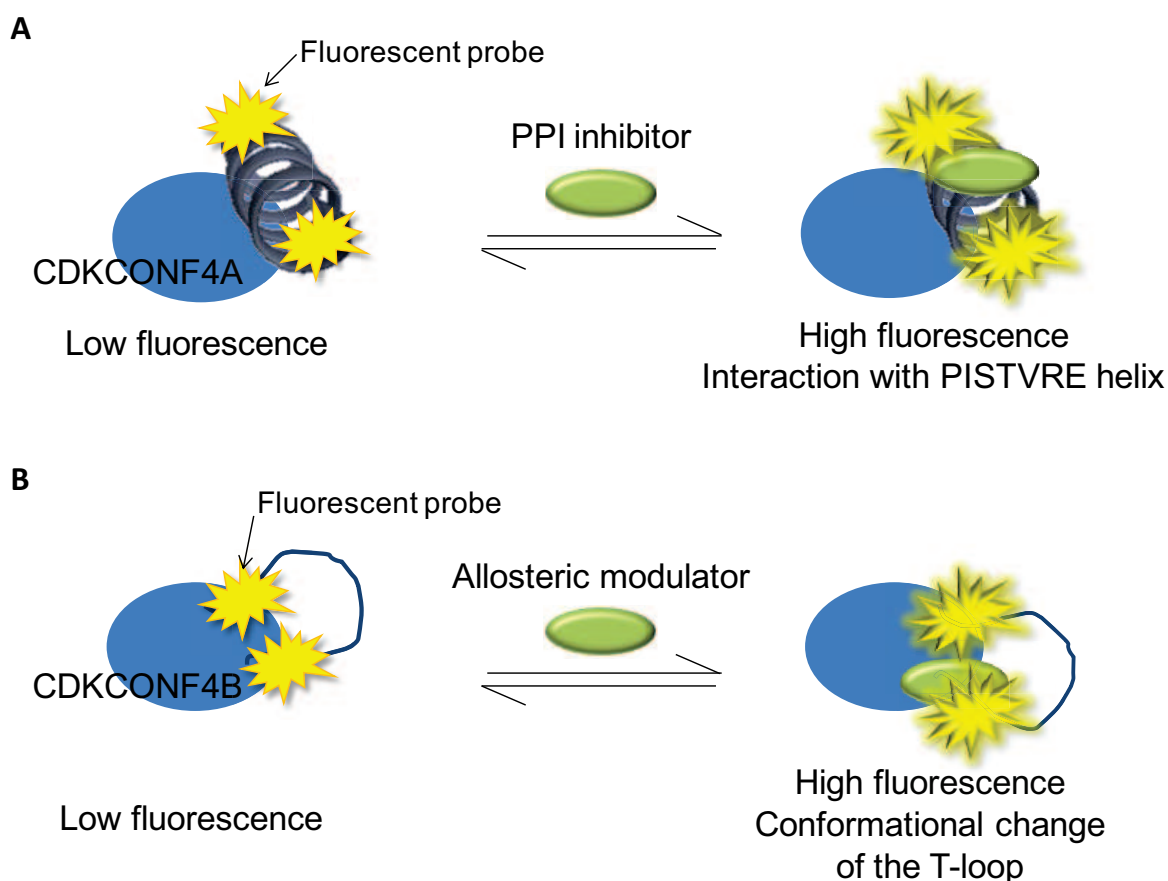 A
Fluorescent probe
PPI inhibitor
CDKCONF4A
Low fluorescence
High fluorescence
Interaction with PISTVRE helix
B
Fluorescent probe
Allosteric modulator
CDKCONF4B
Low fluorescence
High fluorescence
Conformational change
of the T-loop